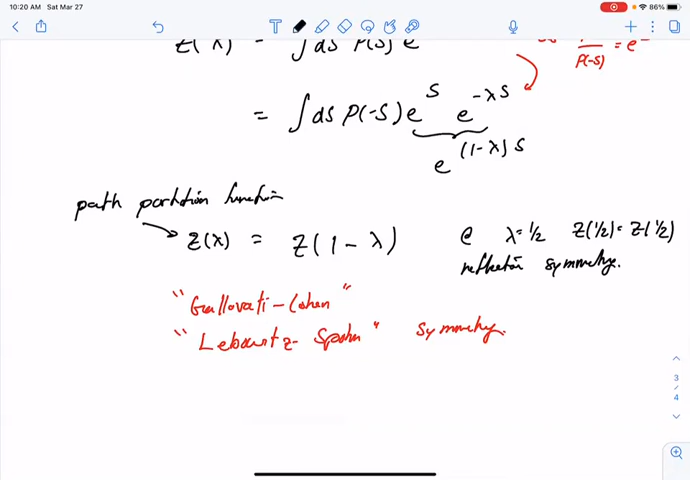 10:20 AM Sat Mar 27
86%
Z(λ) = ∫ds P(S) e
P(-S) = e
= ∫ds P(-S) e^S e^{-λS}
e^{(1-λ)S}
path partition function
Z(λ) = Z(1-λ) @ λ=1/2 Z(1/2)=Z(1/2)
reflection symmetry.
"Gallovati-Cohen"
"Lebowitz-Spohn" symmetry.
3
/
4